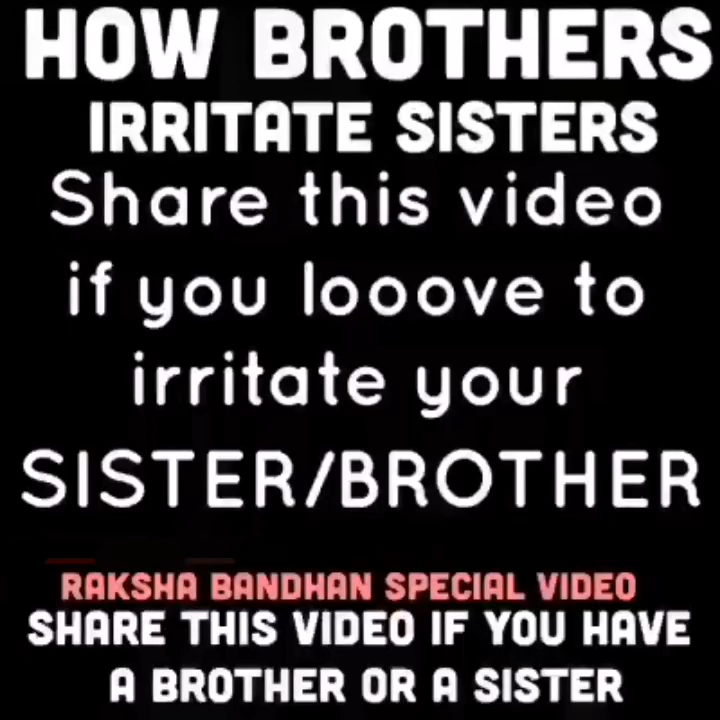 HOW BROTHERS
IRRITATE SISTERS
Share this video
if you looove to
irritate your
SISTER/BROTHER
RAKSHA BANDHAN SPECIAL VIDEO
SHARE THIS VIDEO IF YOU HAVE
A BROTHER OR A SISTER